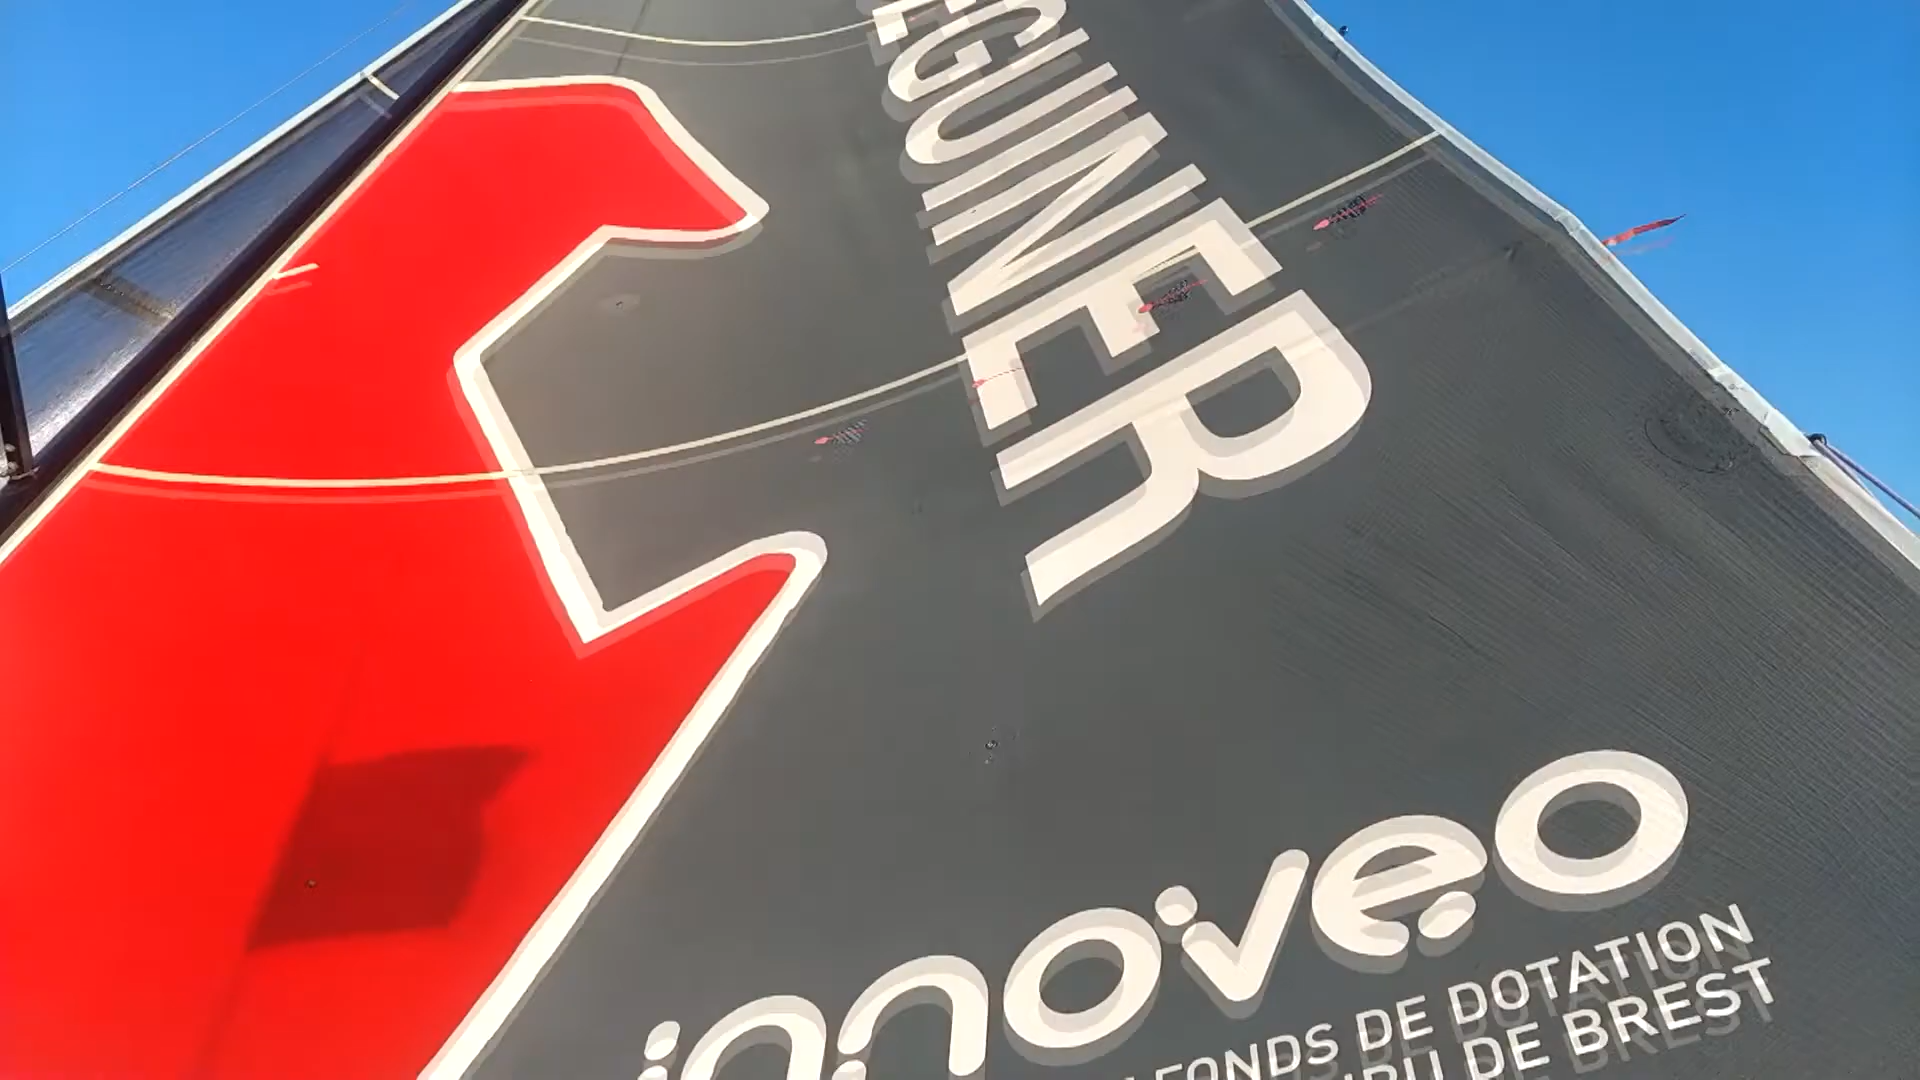 EGUINER
innoveo
FONDS DE DOTATION
DE BREST